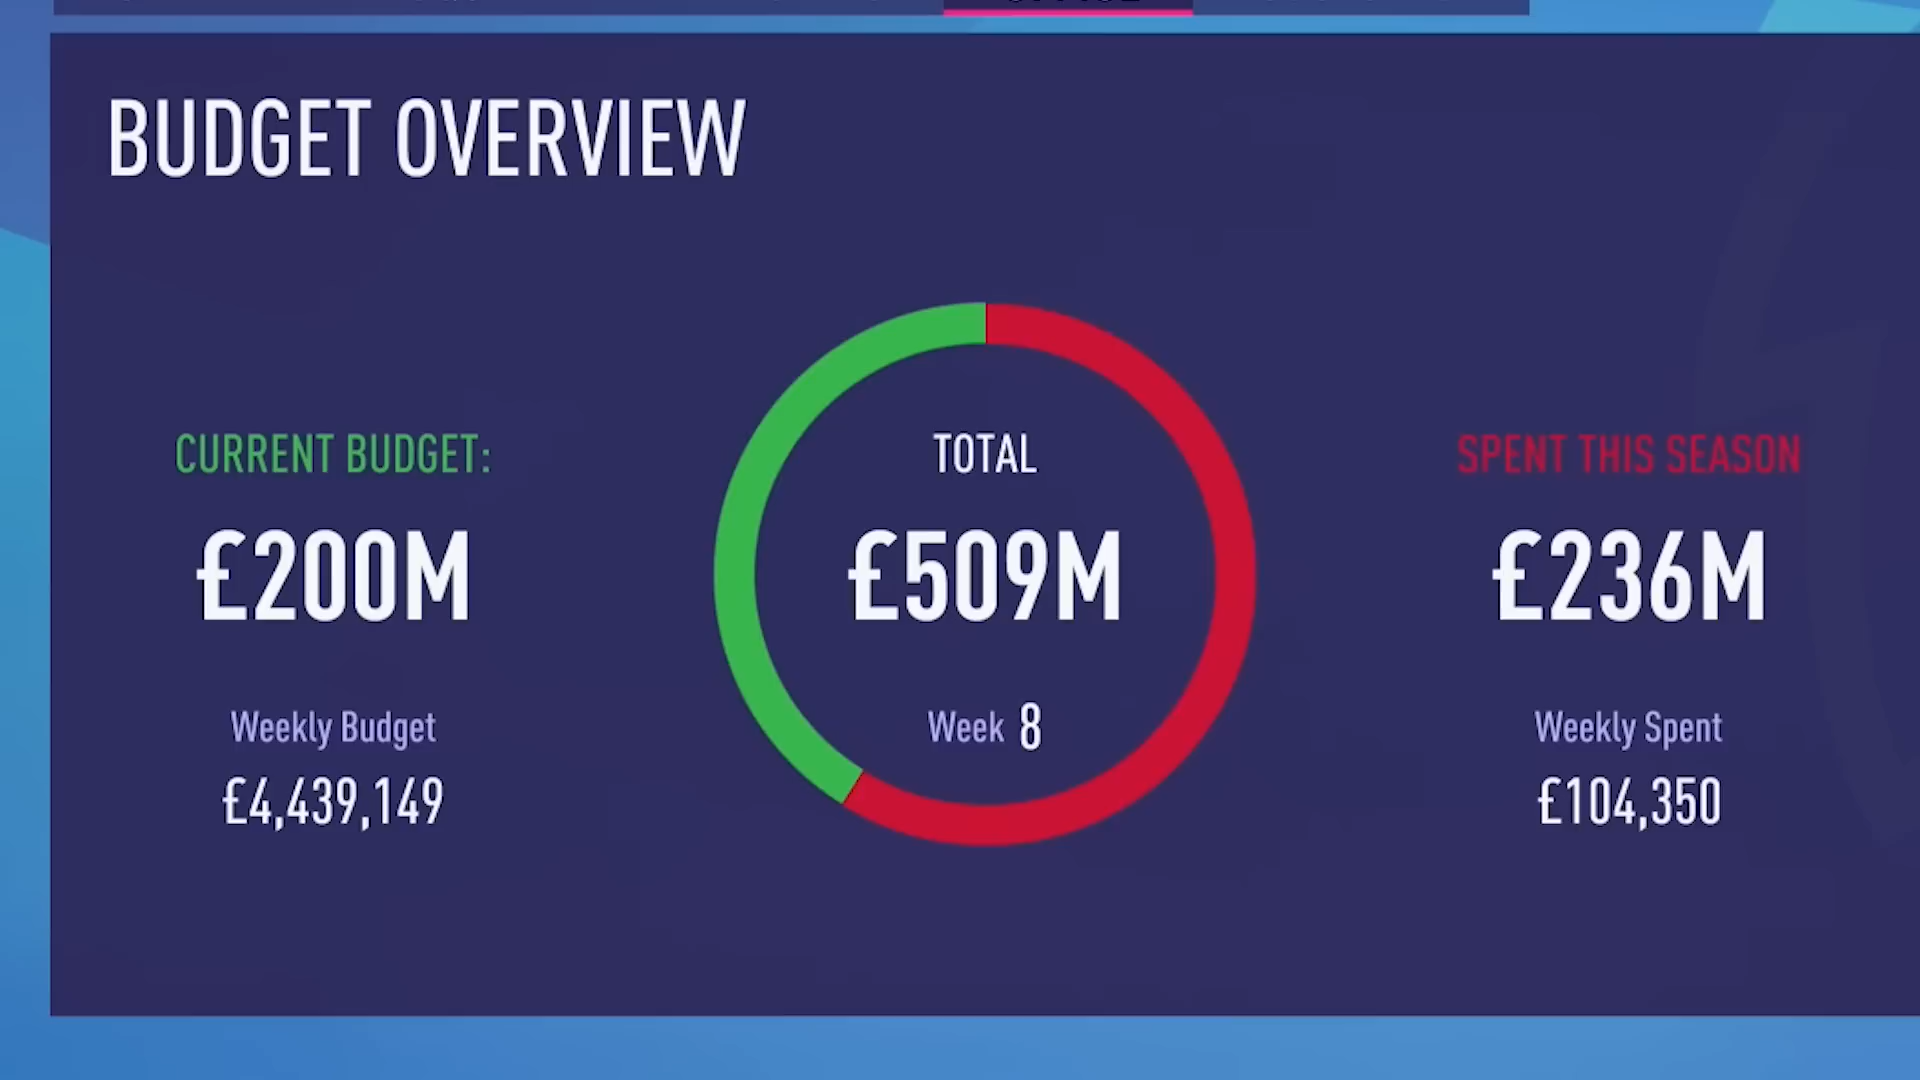 BUDGET OVERVIEW
CURRENT BUDGET:
£200M
Weekly Budget
£4,439,149
TOTAL
£509M
Week 8
SPENT THIS SEASON
£236M
Weekly Spent
£104,350